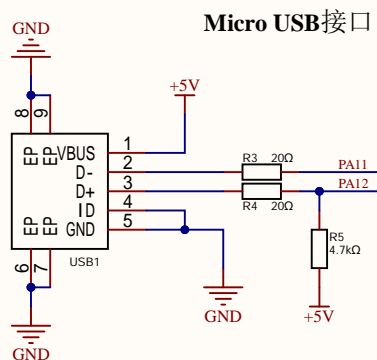 Micro USB接口
GND
+5V
8
9
EP
EP
VBUS
1
D-
2
R3
20Ω
PA11
D+
3
R4
20Ω
PA12
ID
4
EP
EP
GND
5
6
7
USB1
R5
4.7kΩ
GND
GND
+5V